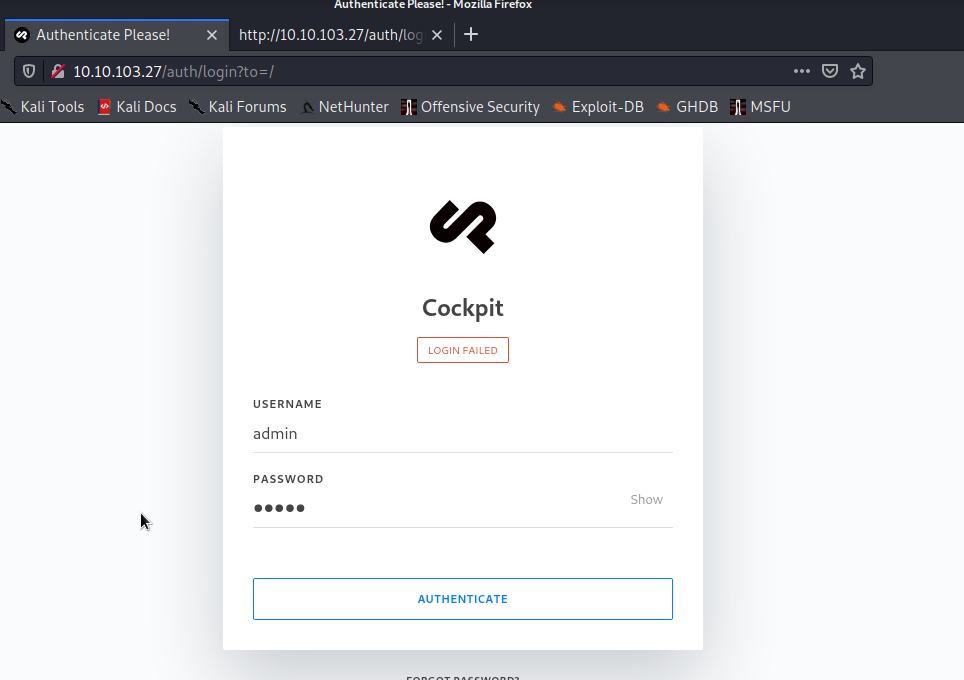 Authenticate Please! - Mozilla Firefox
Authenticate Please! http://10.10.103.27/auth/log
10.10.103.27/auth/login?to=/
Kali Tools Kali Docs Kali Forums NetHunter Offensive Security Exploit-DB GHDB MSFU
Cockpit
LOGIN FAILED
USERNAME
admin
PASSWORD
●●●●● Show
AUTHENTICATE
FORGOT PASSWORD?